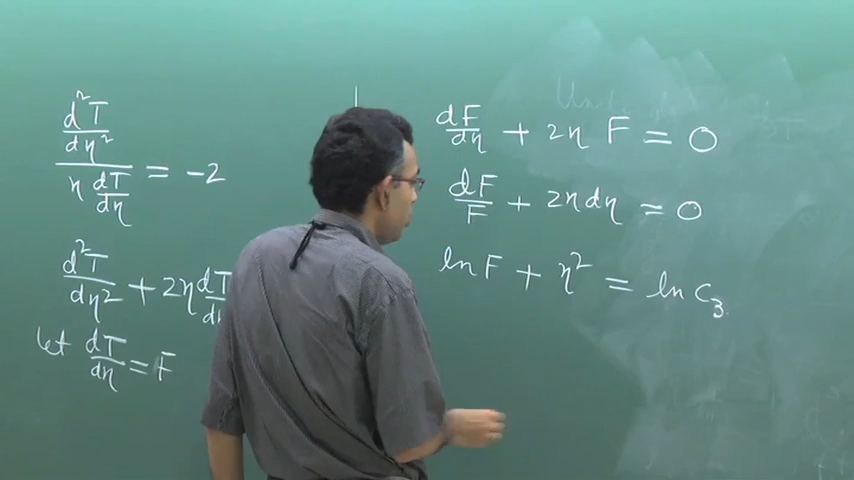 d²T/dη² / η dT/dη = -2
d²T/dη² + 2η dT/d
let dT/dη = F
dF/dη + 2η F = 0
dF/F + 2η dη = 0
ln F + η² = ln C₃